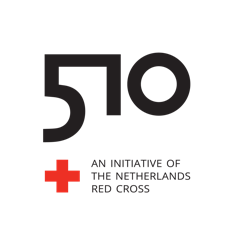 510
AN INITIATIVE OF
THE NETHERLANDS
RED CROSS